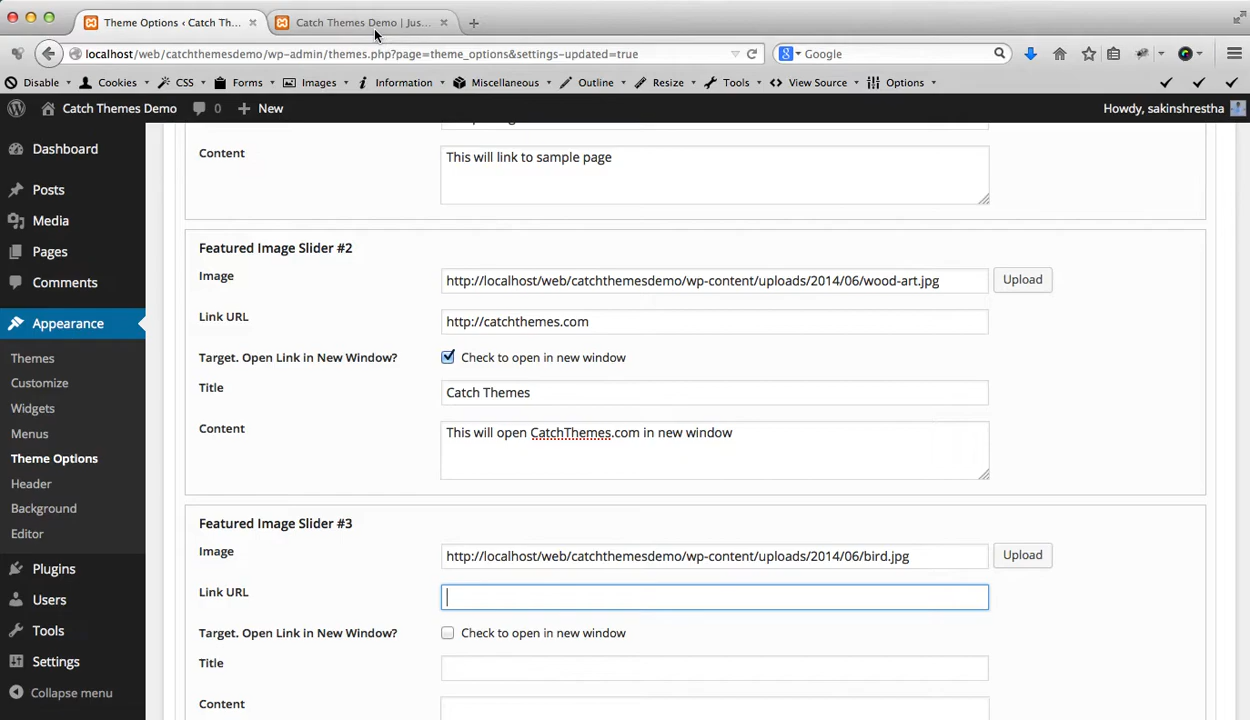 Theme Options ‹ Catch Th...
Catch Themes Demo | Jus...
localhost/web/catchthemesdemo/wp-admin/themes.php?page=theme_options&settings-updated=true
Google
Disable
Cookies
CSS
Forms
Images
Information
Miscellaneous
Outline
Resize
Tools
View Source
Options
Catch Themes Demo
0
New
Howdy, sakinshrestha
Dashboard
Posts
Media
Pages
Comments
Appearance
Themes
Customize
Widgets
Menus
Theme Options
Header
Background
Editor
Plugins
Users
Tools
Settings
Collapse menu
Content
This will link to sample page
Featured Image Slider #2
Image
http://localhost/web/catchthemesdemo/wp-content/uploads/2014/06/wood-art.jpg
Upload
Link URL
http://catchthemes.com
Target. Open Link in New Window?
Check to open in new window
Title
Catch Themes
Content
This will open CatchThemes.com in new window
Featured Image Slider #3
Image
http://localhost/web/catchthemesdemo/wp-content/uploads/2014/06/bird.jpg
Upload
Link URL
Target. Open Link in New Window?
Check to open in new window
Title
Content